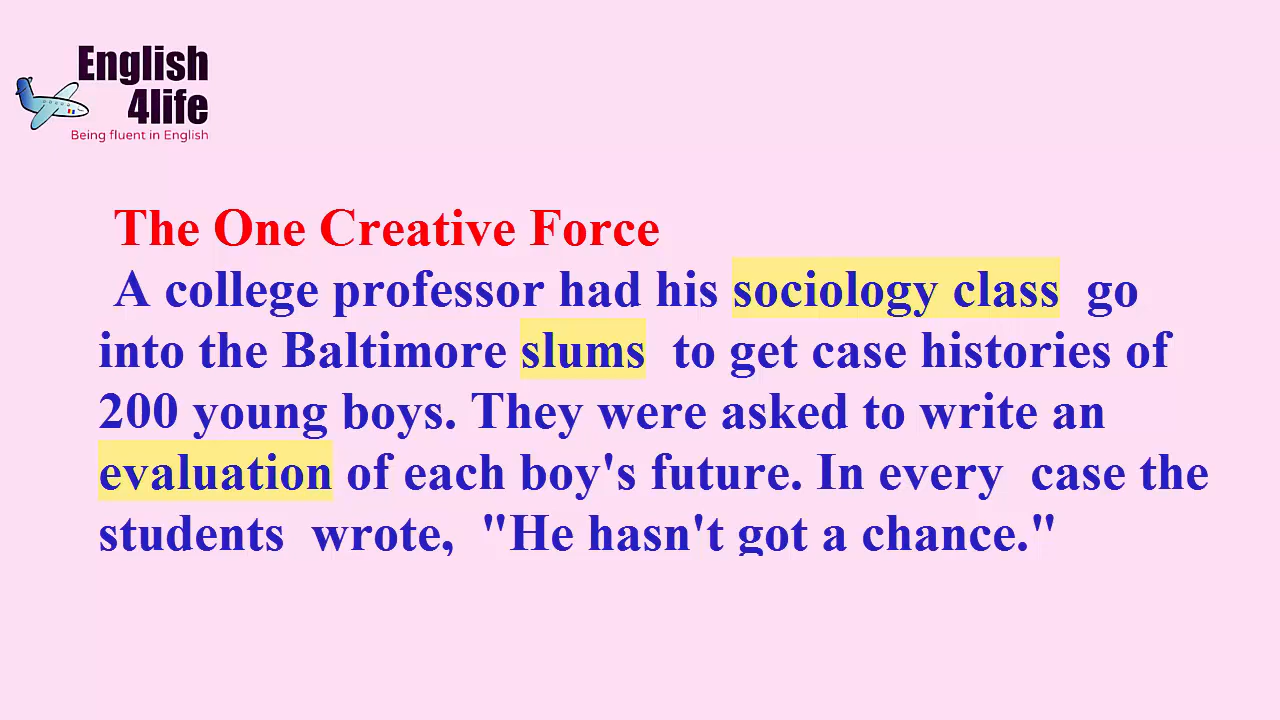 English
4life
Being fluent in English
The One Creative Force
A college professor had his sociology class go
into the Baltimore slums to get case histories of
200 young boys. They were asked to write an
evaluation of each boy's future. In every case the
students wrote, "He hasn't got a chance."